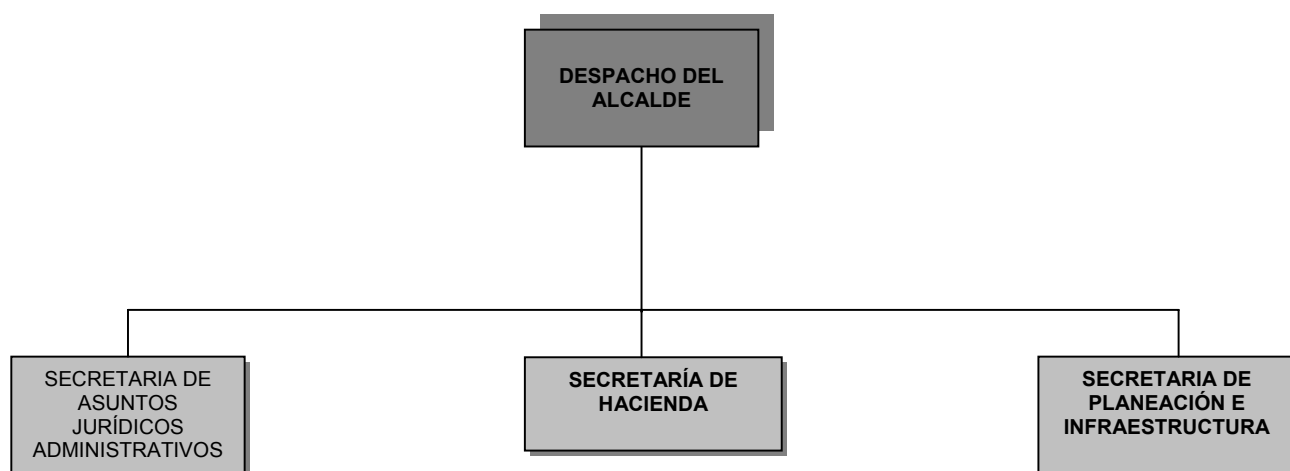 DESPACHO DEL
ALCALDE
SECRETARIA DE
ASUNTOS
JURÍDICOS
ADMINISTRATIVOS
SECRETARÍA DE
HACIENDA
SECRETARIA DE
PLANEACIÓN E
INFRAESTRUCTURA